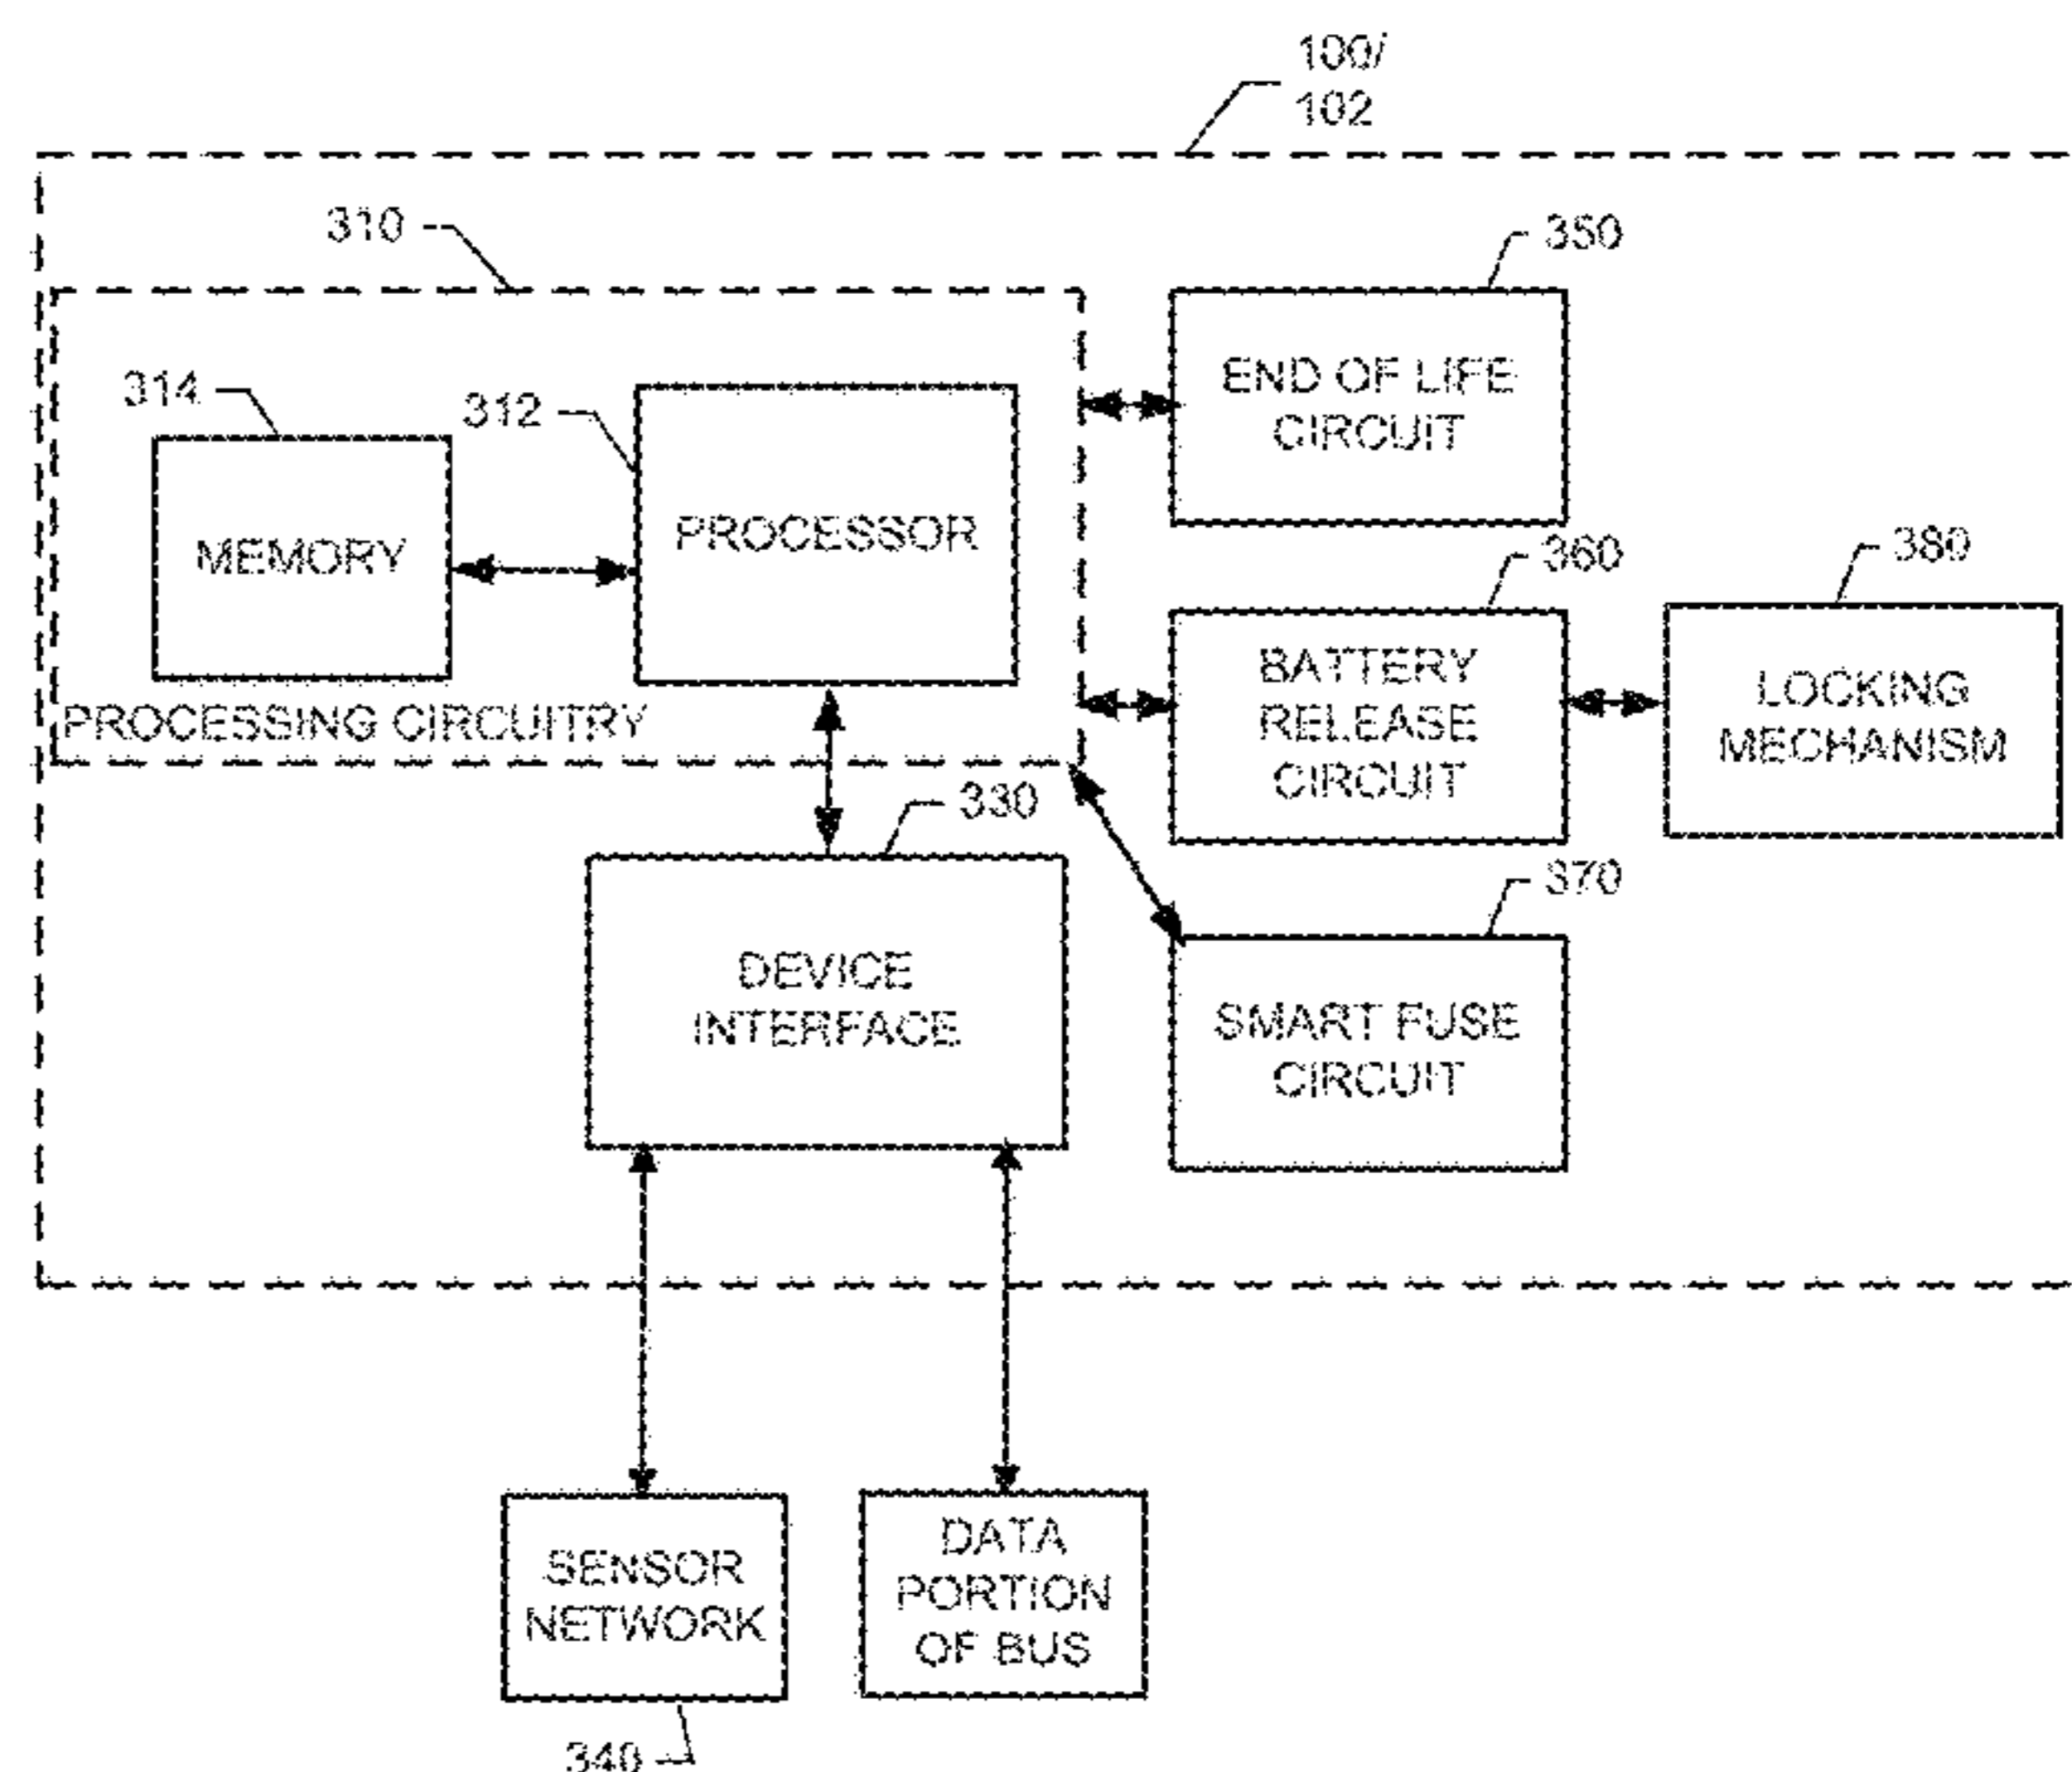 100/
102
310
350
314
312
END OF LIFE
CIRCUIT
MEMORY
PROCESSOR
360
380
PROCESSING CIRCUITRY
BATTERY
RELEASE
CIRCUIT
LOCKING
MECHANISM
330
370
DEVICE
INTERFACE
SMART FUSE
CIRCUIT
SENSOR
NETWORK
DATA
PORTION
OF BUS
340